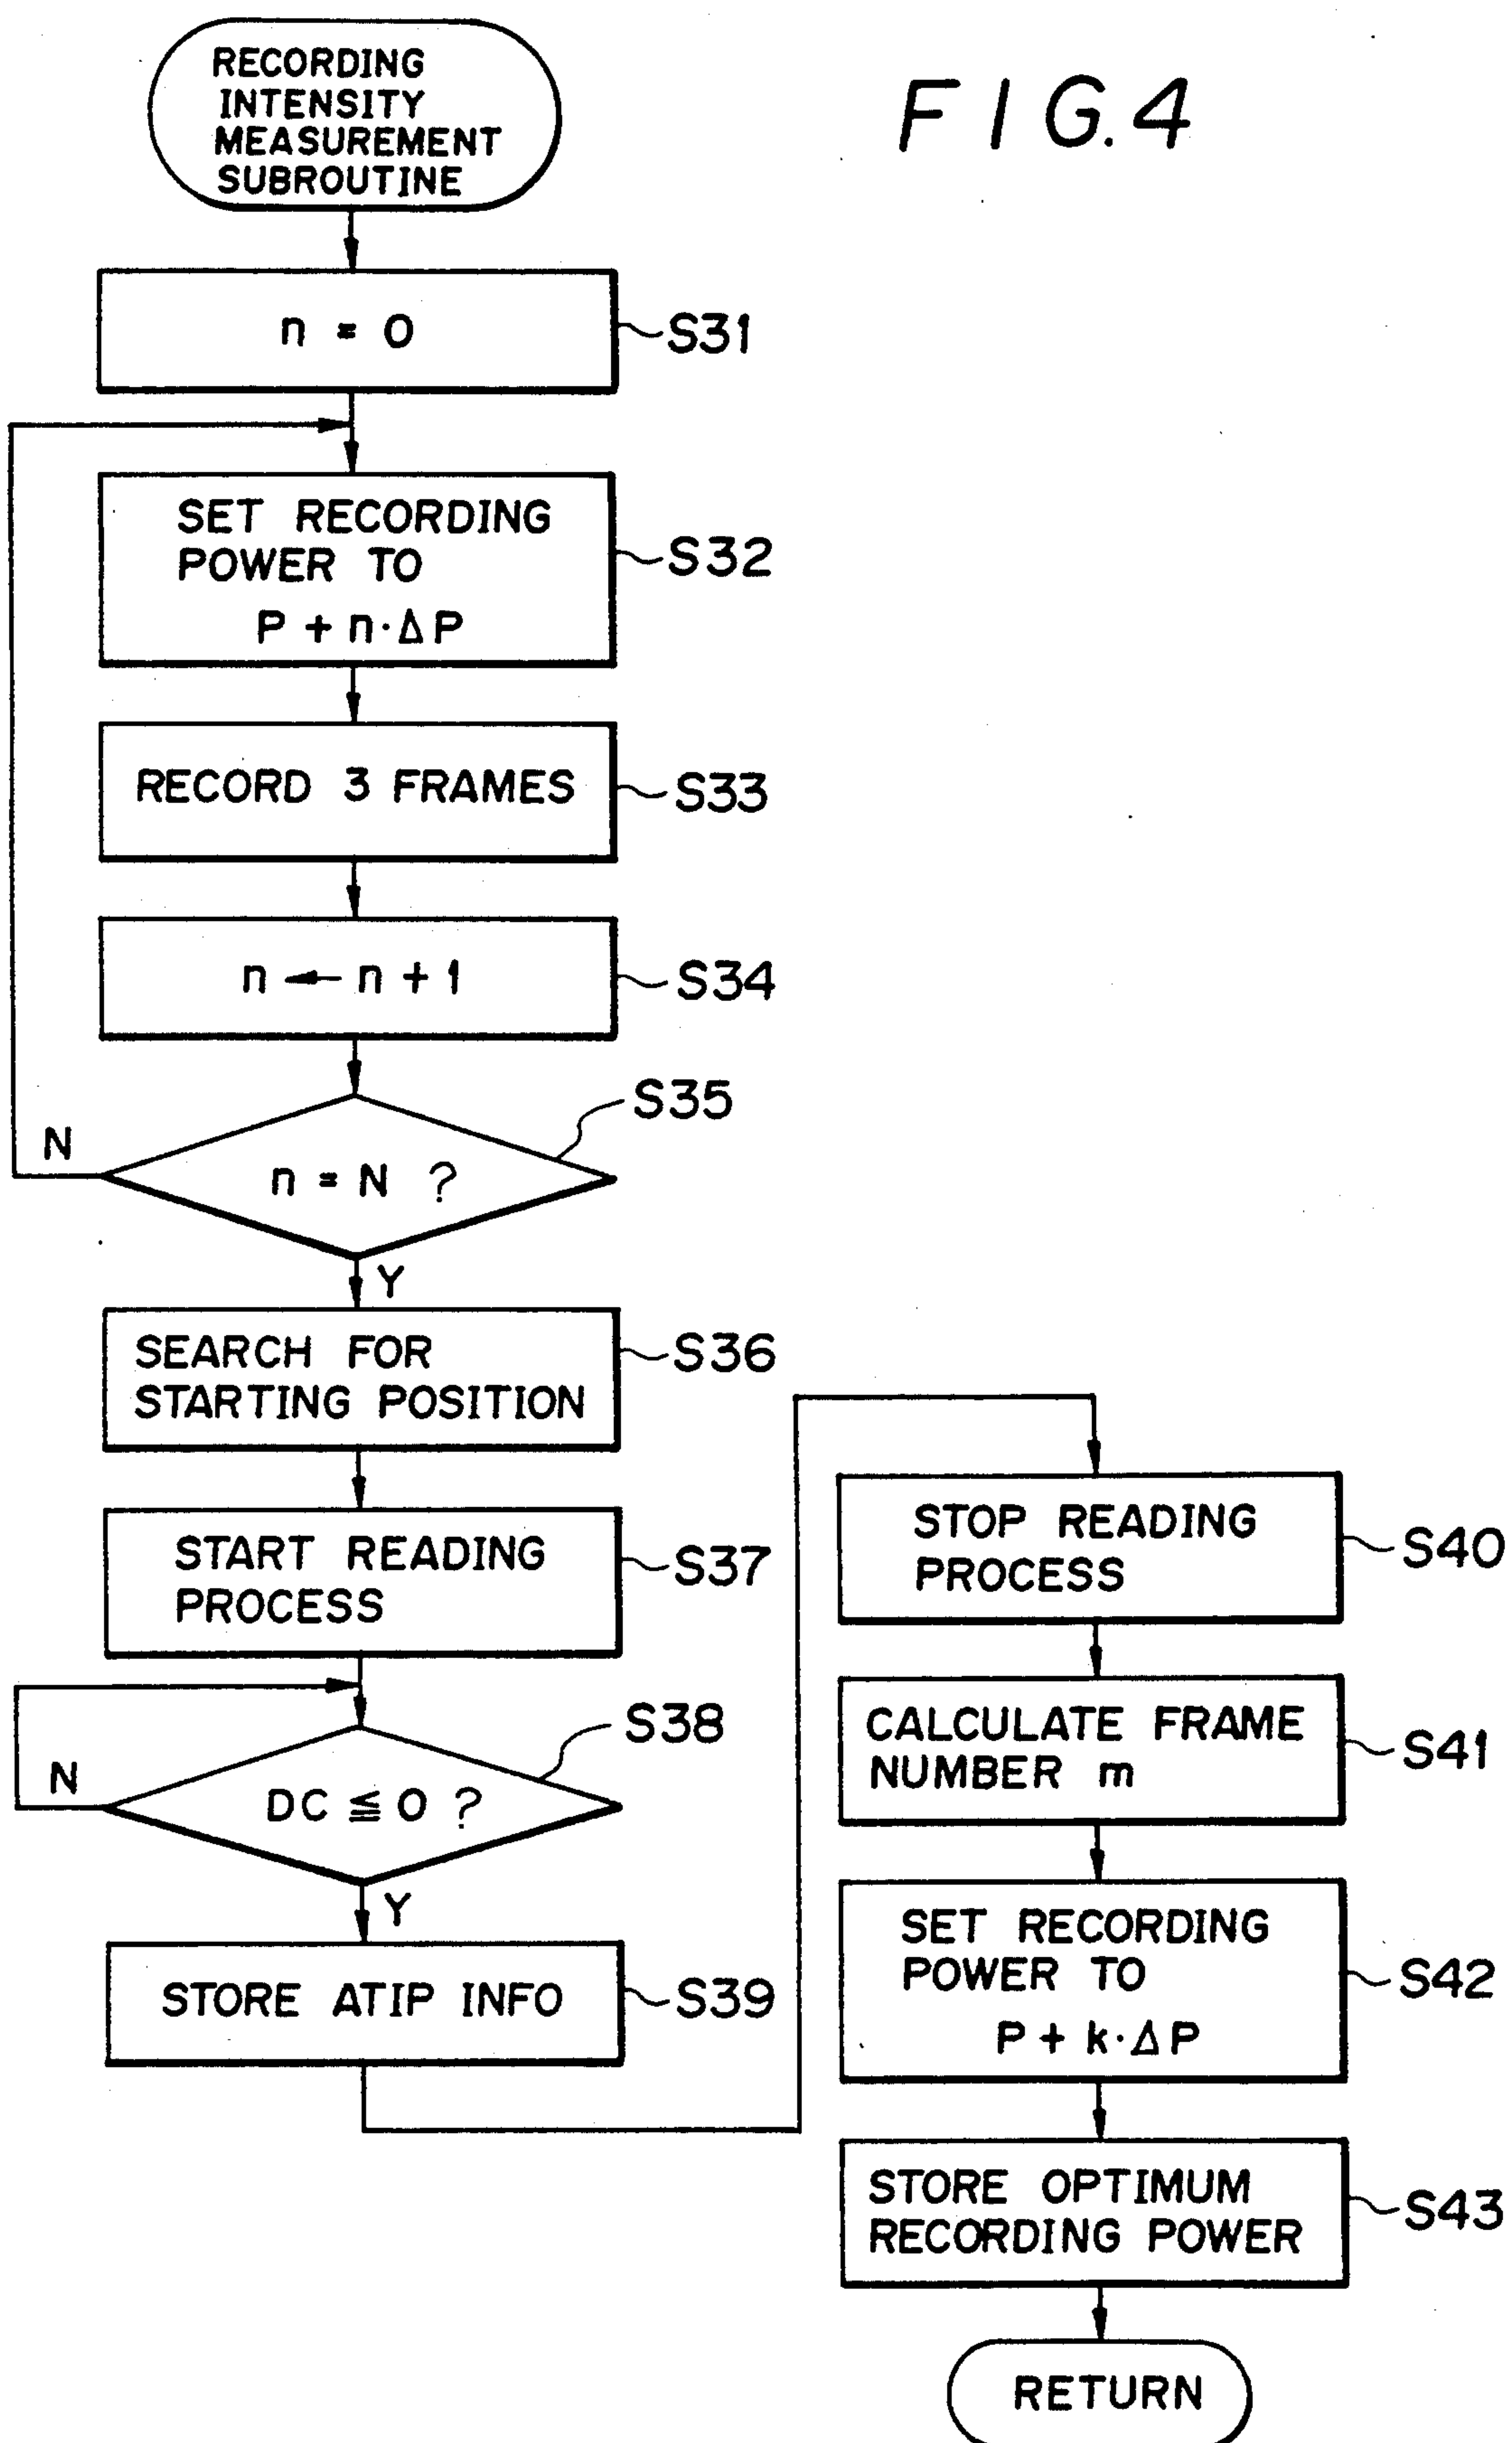 FIG.4
RECORDING
INTENSITY
MEASUREMENT
SUBROUTINE
n = 0
S31
SET RECORDING
POWER TO
P + n·ΔP
S32
RECORD 3 FRAMES
S33
n ← n + 1
S34
S35
N
n = N ?
Y
SEARCH FOR
STARTING POSITION
S36
START READING
PROCESS
S37
S38
N
DC ≦ 0 ?
Y
STORE ATIP INFO
S39
STOP READING
PROCESS
S40
CALCULATE FRAME
NUMBER m
S41
SET RECORDING
POWER TO
P + k·ΔP
S42
STORE OPTIMUM
RECORDING POWER
S43
RETURN